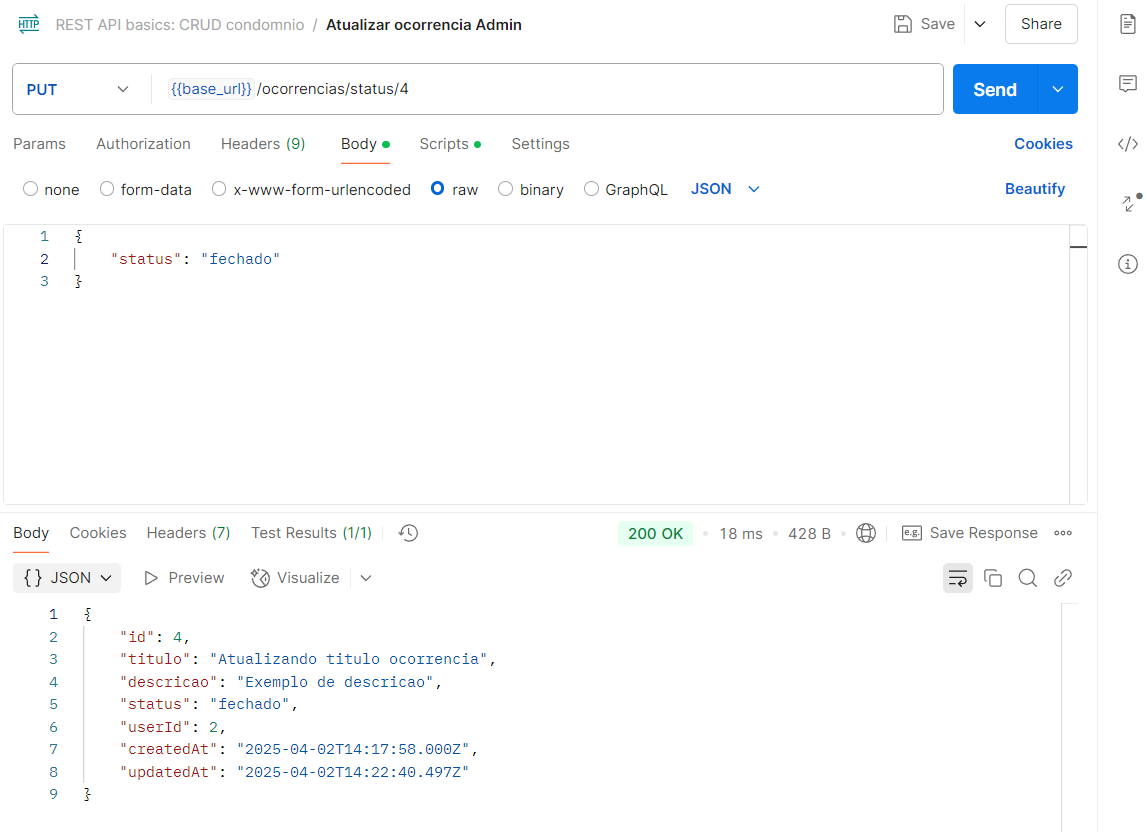 HTTP REST API basics: CRUD condomnio / Atualizar ocorrencia Admin Save Share
PUT {{base_url}}/ocorrencias/status/4 Send
Params Authorization Headers (9) Body Scripts Settings Cookies
none form-data x-www-form-urlencoded raw binary GraphQL JSON Beautify
1 {
2 "status": "fechado"
3 }
Body Cookies Headers (7) Test Results (1/1) 200 OK 18 ms 428 B e.g. Save Response
{} JSON Preview Visualize
1 {
2 "id": 4,
3 "titulo": "Atualizando titulo ocorrencia",
4 "descricao": "Exemplo de descricao",
5 "status": "fechado",
6 "userId": 2,
7 "createdAt": "2025-04-02T14:17:58.000Z",
8 "updatedAt": "2025-04-02T14:22:40.497Z"
9 }